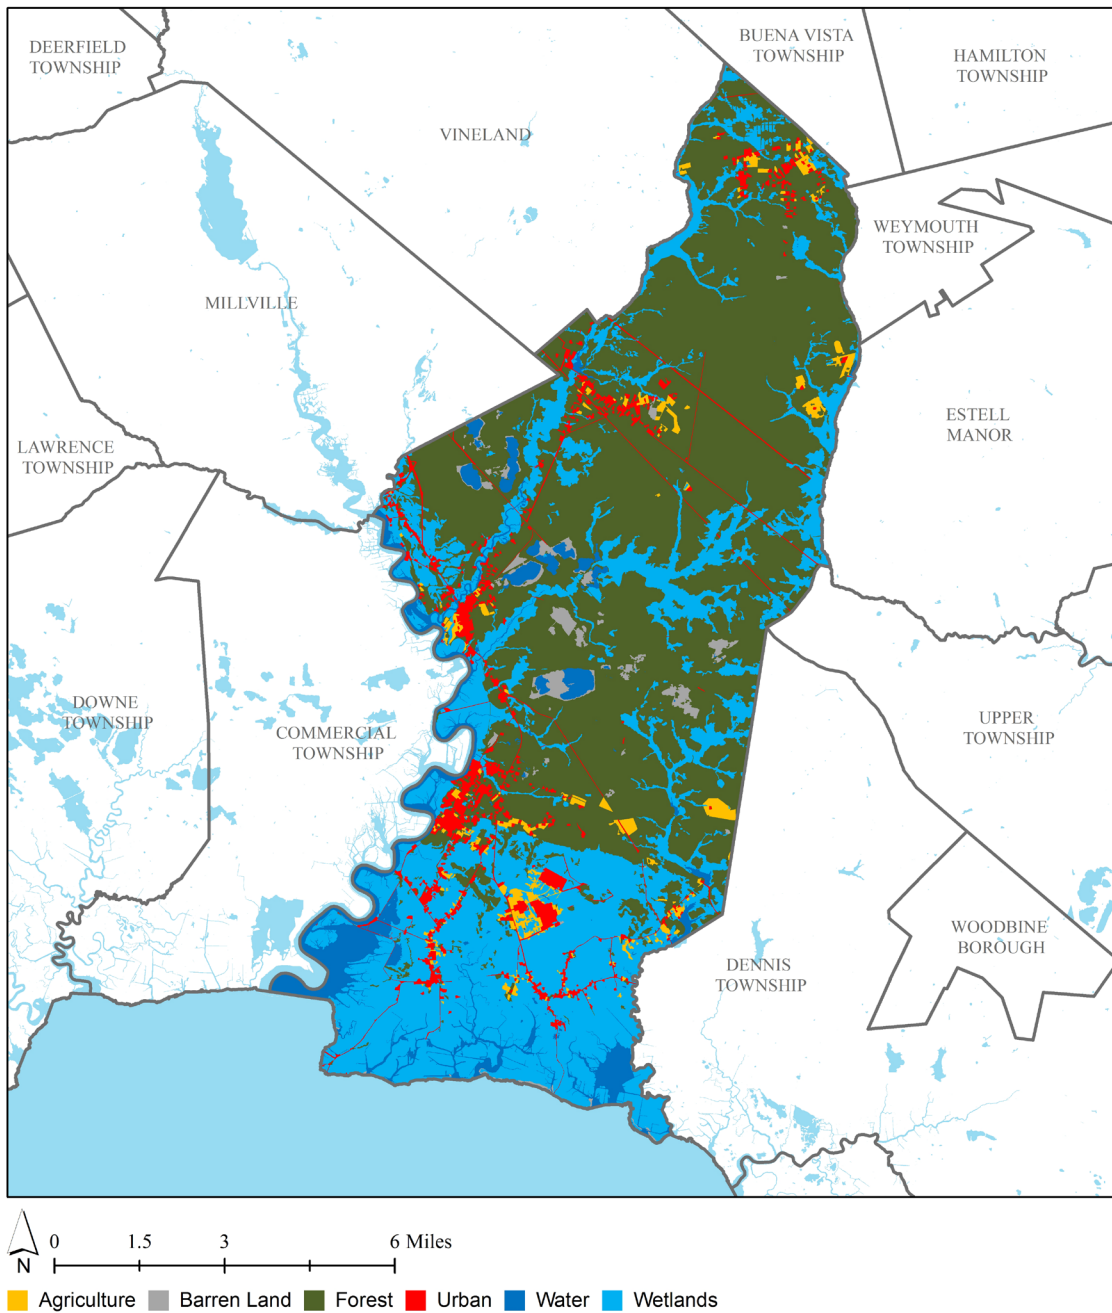 DEERFIELD
TOWNSHIP
BUENA VISTA
TOWNSHIP
HAMILTON
TOWNSHIP
VINELAND
WEYMOUTH
TOWNSHIP
MILLVILLE
ESTELL
MANOR
LAWRENCE
TOWNSHIP
DOWNE
TOWNSHIP
COMMERCIAL
TOWNSHIP
UPPER
TOWNSHIP
WOODBINE
BOROUGH
DENNIS
TOWNSHIP
N
0 1.5 3 6 Miles
Agriculture Barren Land Forest Urban Water Wetlands